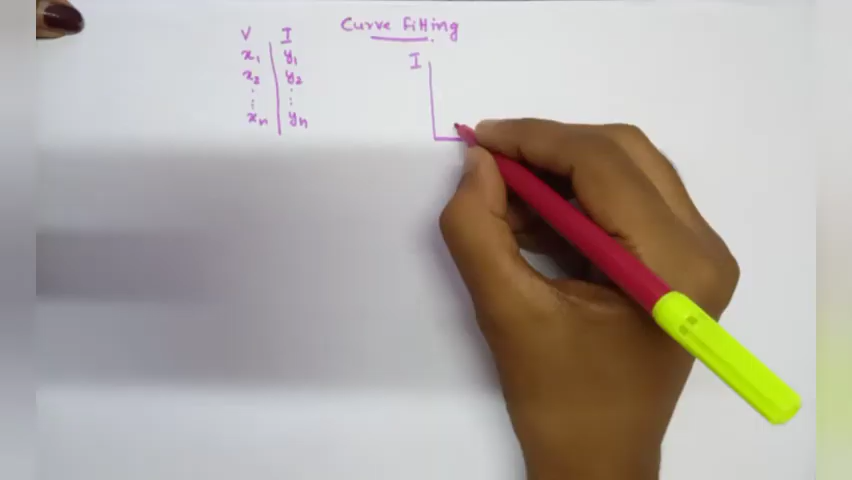 Curve fitting
V I
x₁ y₁
x₂ y₂
⋮ ⋮
xₙ yₙ
I